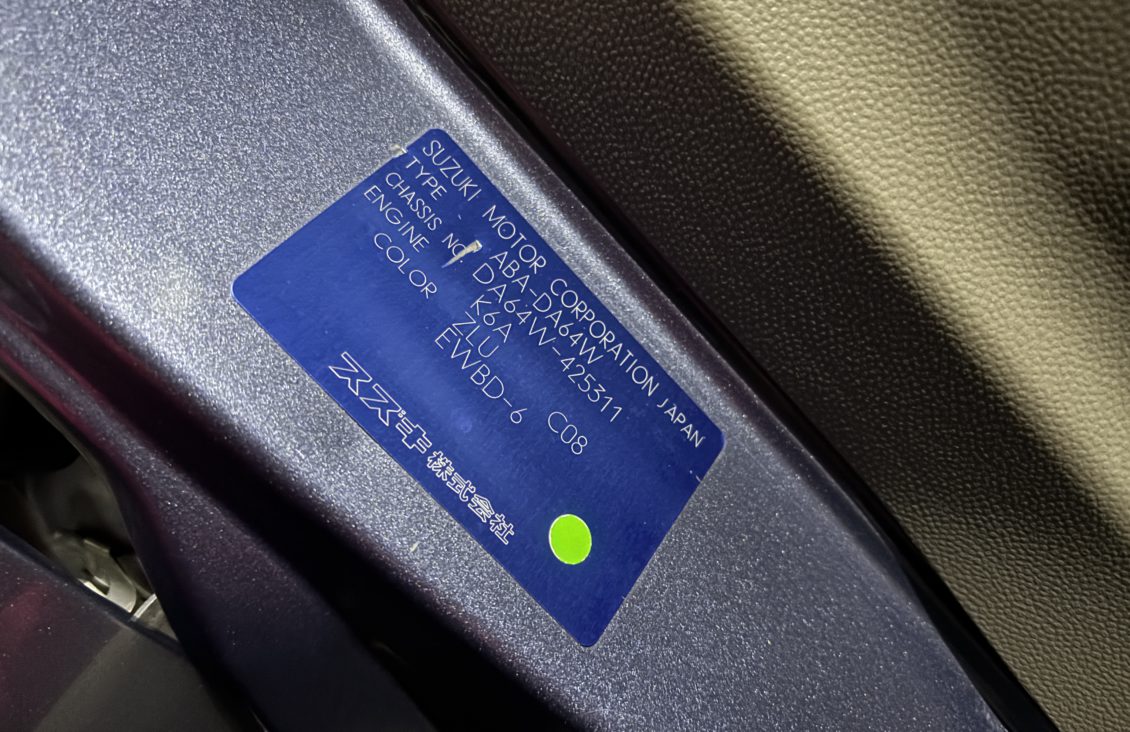 SUZUKI MOTOR CORPORATION JAPAN
TYPE ABA-DA64W
CHASSIS NO. DA64W-425311
ENGINE K6A
COLOR ZLU C08
EWBD-6
スズキ株式会社